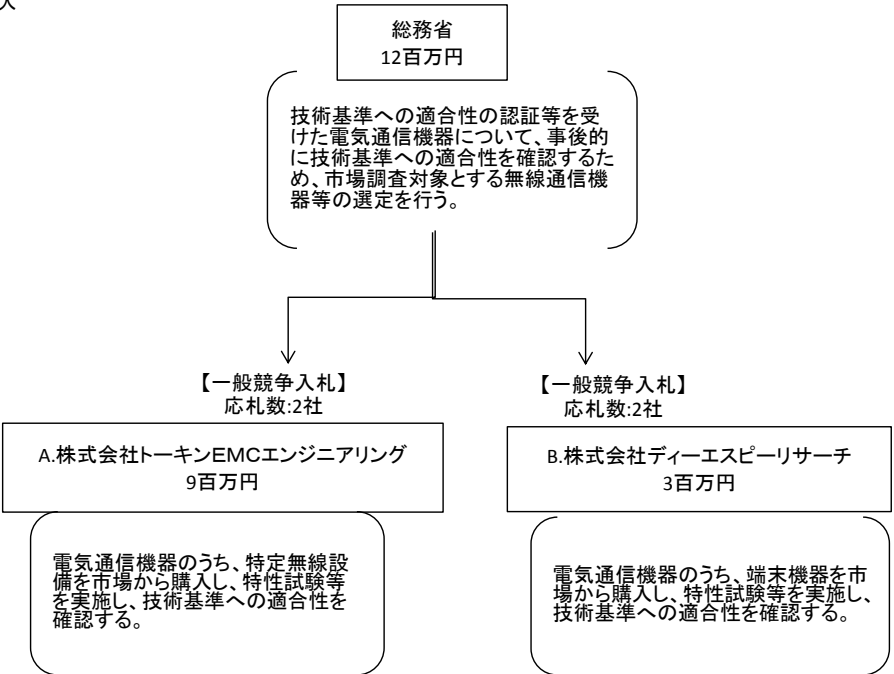 総務省
12百万円
技術基準への適合性の認証等を受
けた電気通信機器について、事後的
に技術基準への適合性を確認するた
め、市場調査対象とする無線通信機
器等の選定を行う。
【一般競争入札】
応札数:2社
A.株式会社トーキンEMCエンジニアリング
9百万円
電気通信機器のうち、特定無線設
備を市場から購入し、特性試験等
を実施し、技術基準への適合性を
確認する。
【一般競争入札】
応札数:2社
B.株式会社ディーエスピーリサーチ
3百万円
電気通信機器のうち、端末機器を市
場から購入し、特性試験等を実施し、
技術基準への適合性を確認する。